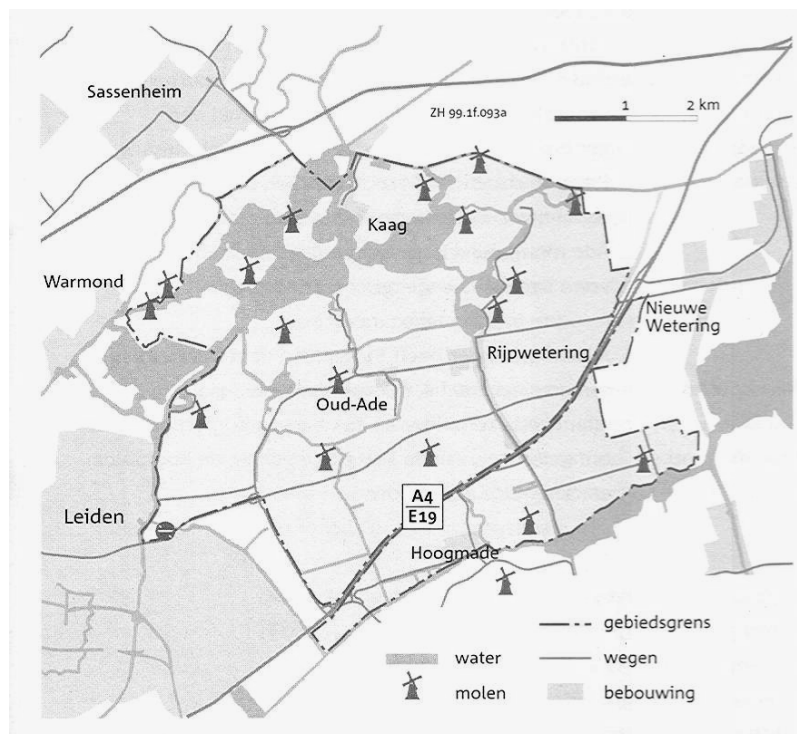 Sassenheim
ZH 99.1f.093a
1
2 km
Kaag
Warmond
Nieuwe
Wetering
Rijpwetering
Oud-Ade
A4
E19
Leiden
Hoogmade
gebiedsgrens
water
wegen
molen
bebouwing